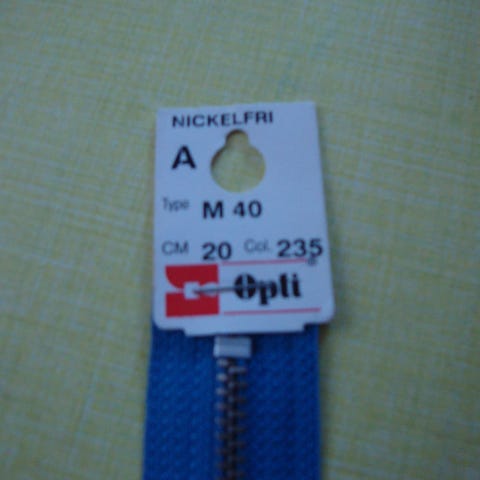 NICKELFRI
A
Type M 40
CM 20 Col. 235
Opti®